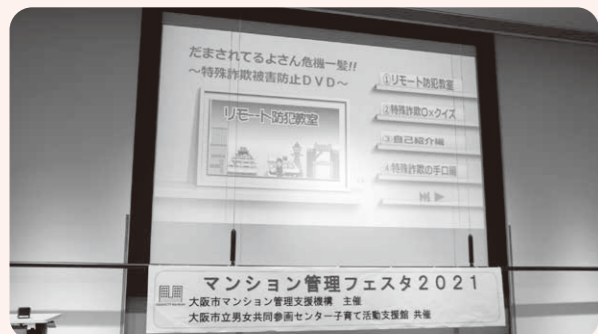 だまされてるよさん危機一髪!!
～特殊詐欺被害防止DVD～
リモート防犯教室
①リモート防犯教室
②特殊詐欺○×クイズ
③自己紹介編
④特殊詐欺の手口編
マンション管理フェスタ2021
大阪市マンション管理支援機構 主催
大阪市立男女共同参画センター子育て活動支援館 共催